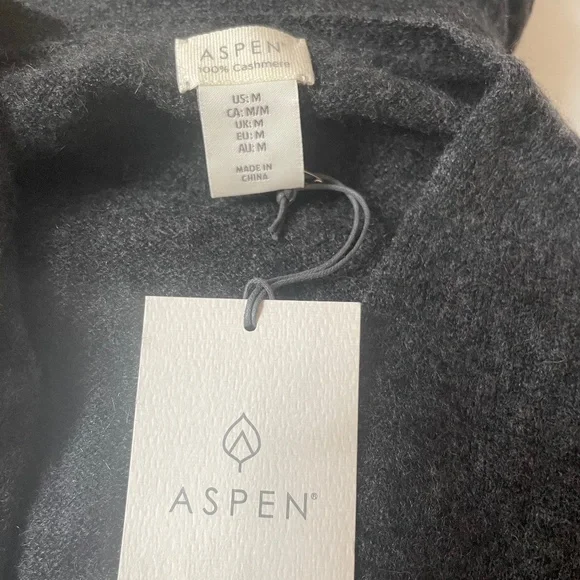 ASPEN®
100% Cashmere
US: M
CA: M/M
UK: M
EU: M
AU: M
MADE IN
CHINA
ASPEN®